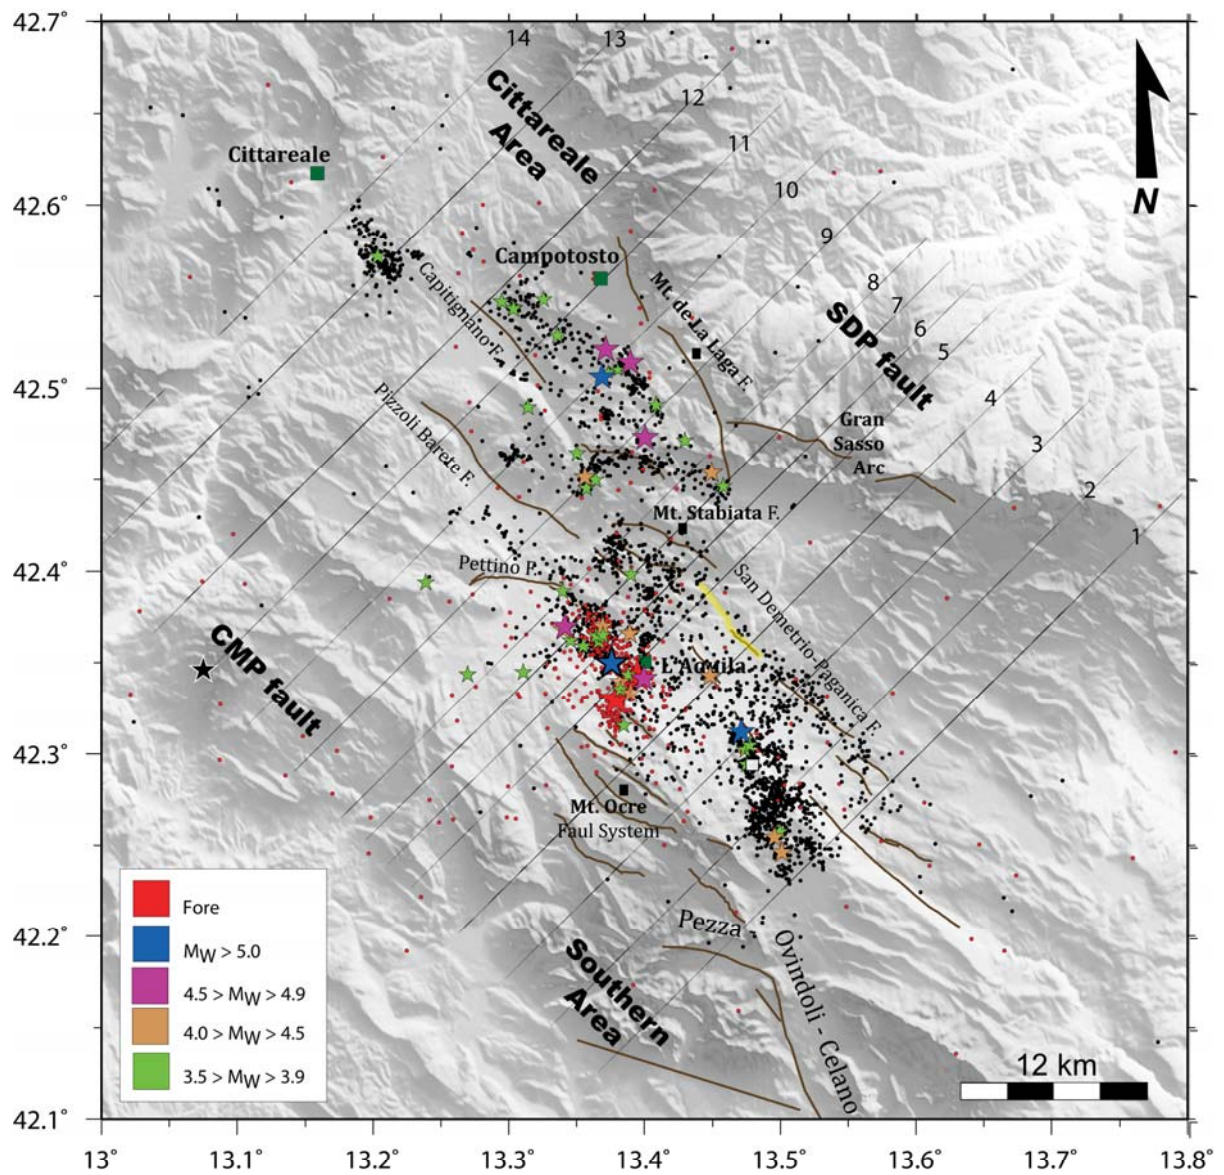 42.7°
42.6°
42.5°
42.4°
42.3°
42.2°
42.1°
13°
13.1°
13.2°
13.3°
13.4°
13.5°
13.6°
13.7°
13.8°
14
13
12
11
10
9
8
7
6
5
4
3
2
1
N
Cittareale
Area
Cittareale
Campotosto
Capitignano F.
Mt. de La Laga F.
SDP fault
Pizzoli Barete F.
Gran
Sasso
Arc
Mt. Stabiata F.
Pettino F.
San Demetrio-Paganica F.
CMP fault
L'Aquila
Mt. Ocre
Faul System
Pezza -
Ovindoli - Celano
Southern
Area
Fore
MW > 5.0
4.5 > MW > 4.9
4.0 > MW > 4.5
3.5 > MW > 3.9
12 km